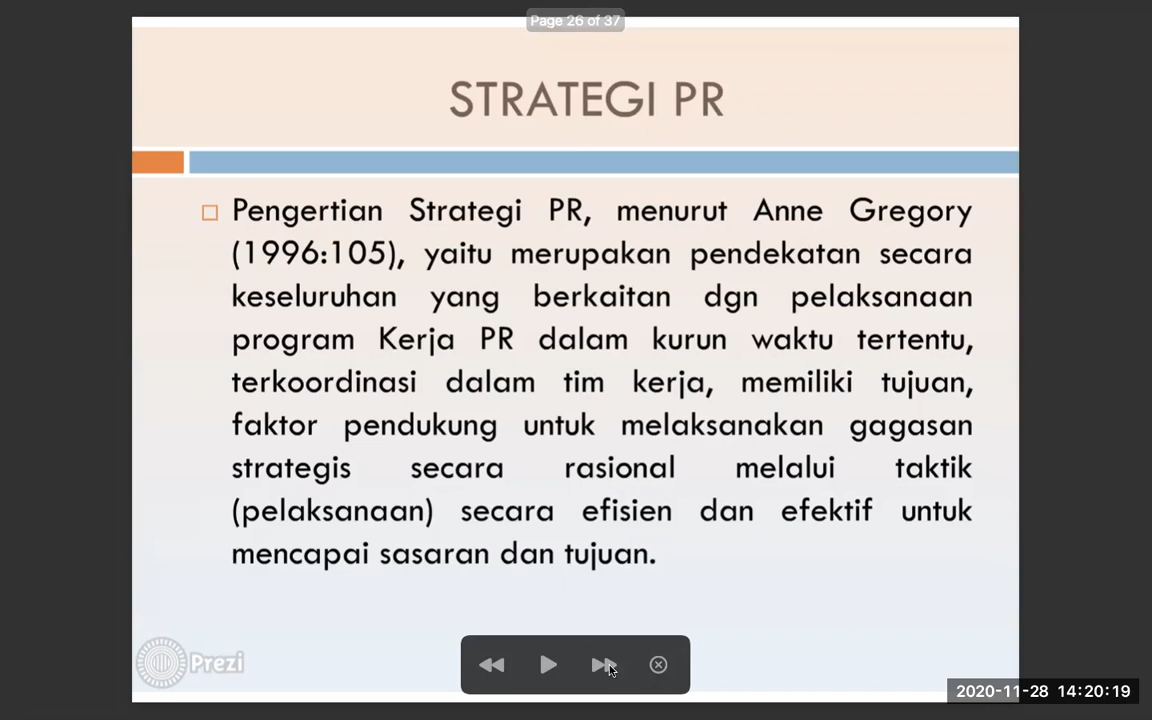 Page 26 of 37
STRATEGI PR
Pengertian Strategi PR, menurut Anne Gregory
(1996:105), yaitu merupakan pendekatan secara
keseluruhan yang berkaitan dgn pelaksanaan
program Kerja PR dalam kurun waktu tertentu,
terkoordinasi dalam tim kerja, memiliki tujuan,
faktor pendukung untuk melaksanakan gagasan
strategis secara rasional melalui taktik
(pelaksanaan) secara efisien dan efektif untuk
mencapai sasaran dan tujuan.
Prezi
2020-11-28 14:20:19